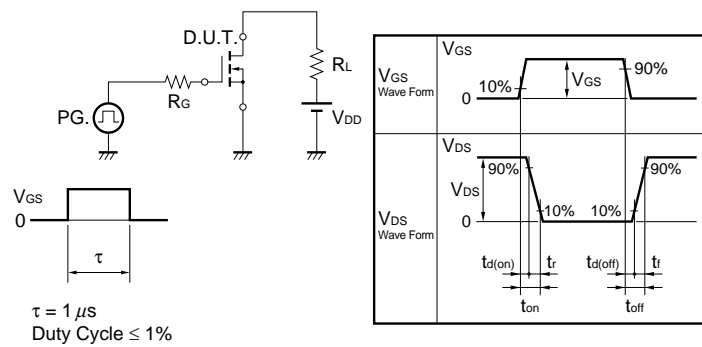 D.U.T.
RL
RG
PG.
VDD
VGS
0
τ
τ = 1 μs
Duty Cycle ≤ 1%
VGS
Wave Form
VGS
10%
VGS
90%
0
VDS
Wave Form
VDS
90%
VDS
10%
10%
90%
0
td(on)
tr
td(off)
tf
ton
toff